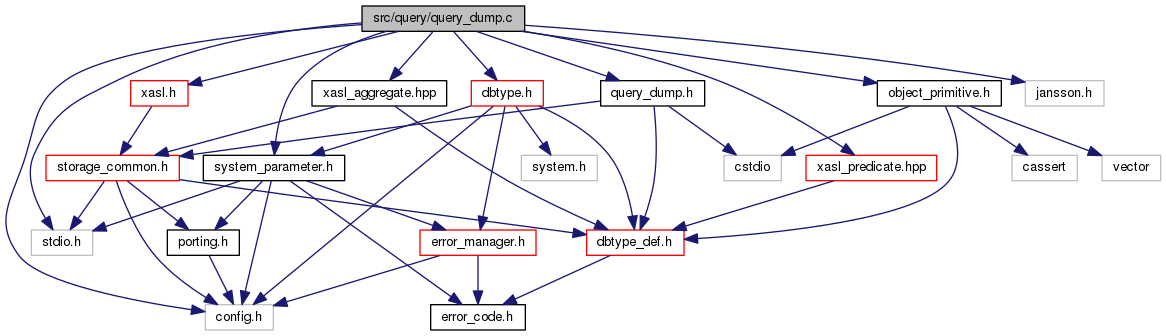 src/query/query_dump.c
xasl.h
xasl_aggregate.hpp
dbtype.h
query_dump.h
object_primitive.h
jansson.h
storage_common.h
system_parameter.h
system.h
cstdio
xasl_predicate.hpp
cassert
vector
stdio.h
porting.h
error_manager.h
dbtype_def.h
config.h
error_code.h